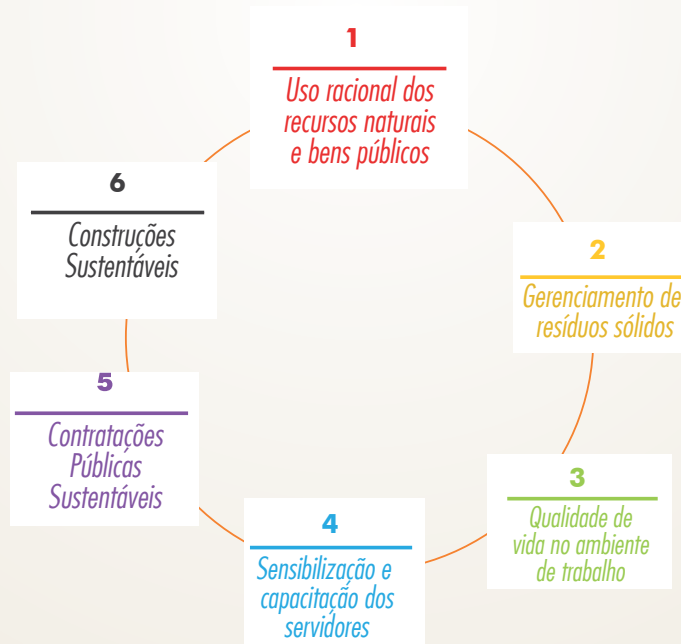 1
Uso racional dos
recursos naturais
e bens públicos
2
Gerenciamento de
resíduos sólidos
3
Qualidade de
vida no ambiente
de trabalho
4
Sensibilização e
capacitação dos
servidores
5
Contratações
Públicas
Sustentáveis
6
Construções
Sustentáveis